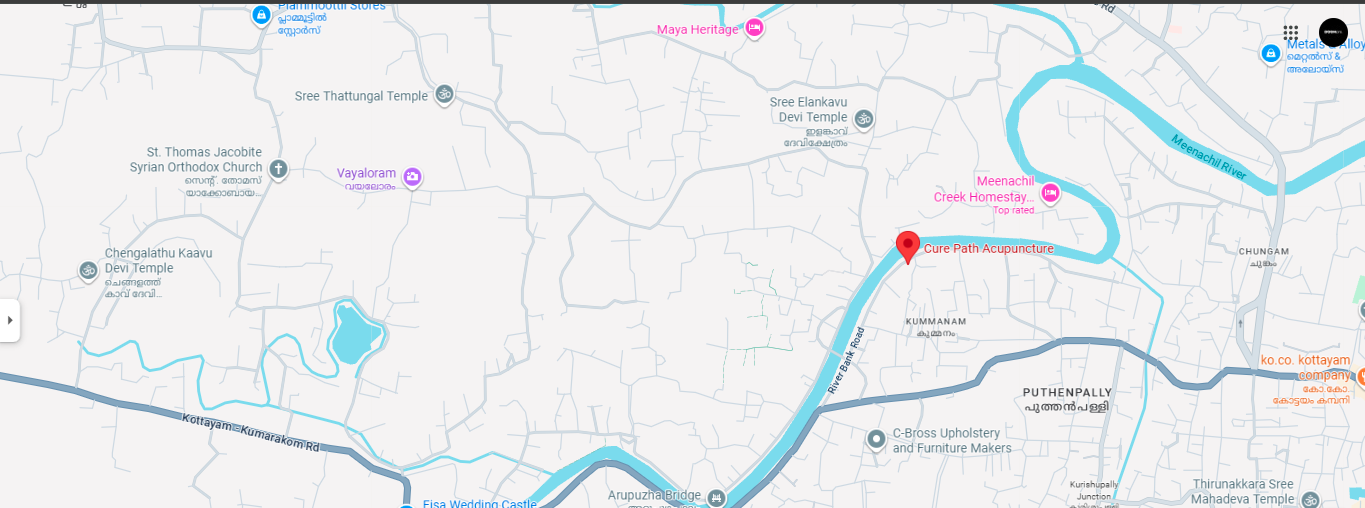 Plammoottil Stores
പ്ലാമ്മൂട്ടിൽ
സ്റ്റോർസ്
Maya Heritage
Rd
Metals & Alloy
മെറ്റൽസ് &
അലോയ്സ്
Sree Thattungal Temple
Sree Elankavu
Devi Temple
ഇളങ്കാവ്
ദേവിക്ഷേത്രം
Meenachil River
St. Thomas Jacobite
Syrian Orthodox Church
സെന്റ്. തോമസ്
യാക്കോബായ...
Vayaloram
വയലോരം
Meenachil
Creek Homestay...
Top rated
Chengalathu Kaavu
Devi Temple
ചെങ്ങളത്ത്
കാവ് ദേവി...
Cure Path Acupuncture
CHUNGAM
ചുങ്കം
KUMMANAM
കുമ്മനം
River Bank Road
ko.co. kottayam
company
കോ.കോ..
കോട്ടയം കമ്പനി
PUTHENPALLY
പുത്തൻപള്ളി
Kottayam - Kumarakom Rd
C-Bross Upholstery
and Furniture Makers
Eisa Wedding Castle
Arupuzha Bridge
Kurishupally
Junction
Thirunakkara Sree
Mahadeva Temple